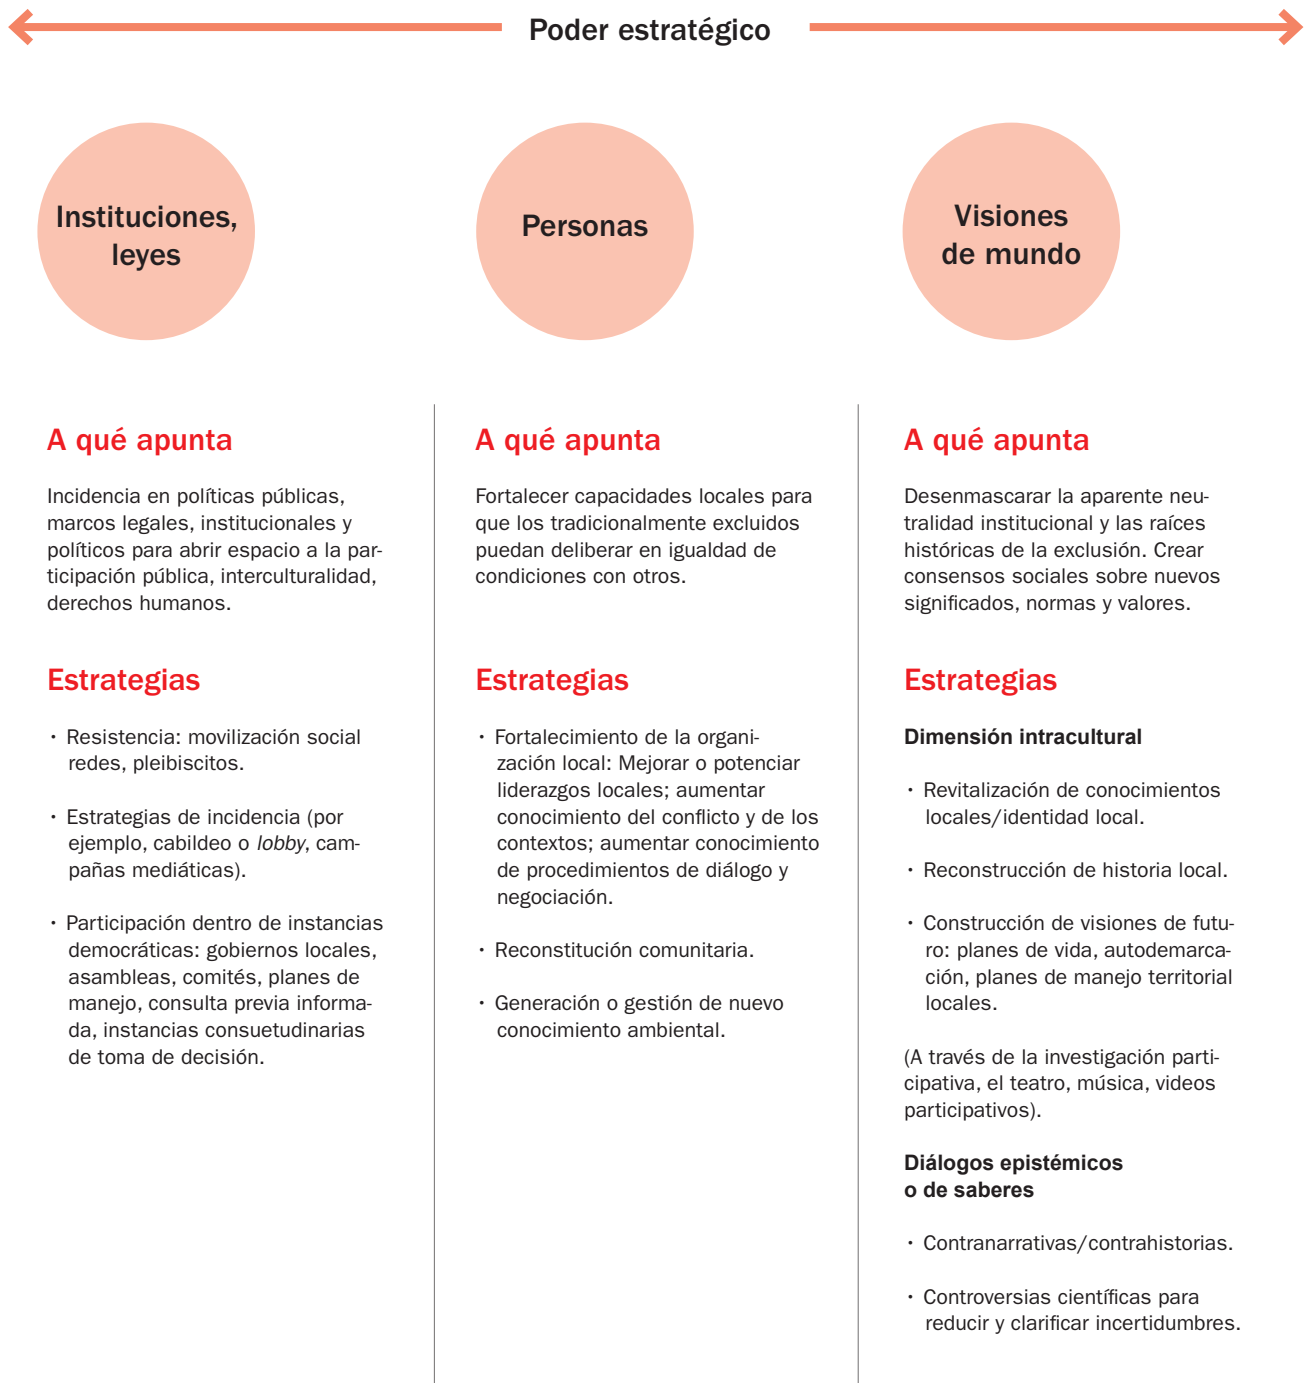 Poder estratégico
Instituciones,
leyes
A qué apunta
Incidencia en políticas públicas,
marcos legales, institucionales y
políticos para abrir espacio a la par-
ticipación pública, interculturalidad,
derechos humanos.
Estrategias
· Resistencia: movilización social
redes, pleibiscitos.
· Estrategias de incidencia (por
ejemplo, cabildeo o lobby, cam-
pañas mediáticas).
· Participación dentro de instancias
democráticas: gobiernos locales,
asambleas, comités, planes de
manejo, consulta previa informa-
da, instancias consuetudinarias
de toma de decisión.
Personas
A qué apunta
Fortalecer capacidades locales para
que los tradicionalmente excluidos
puedan deliberar en igualdad de
condiciones con otros.
Estrategias
· Fortalecimiento de la organi-
zación local: Mejorar o potenciar
liderazgos locales; aumentar
conocimiento del conflicto y de los
contextos; aumentar conocimiento
de procedimientos de diálogo y
negociación.
· Reconstitución comunitaria.
· Generación o gestión de nuevo
conocimiento ambiental.
Visiones
de mundo
A qué apunta
Desenmascarar la aparente neu-
tralidad institucional y las raíces
históricas de la exclusión. Crear
consensos sociales sobre nuevos
significados, normas y valores.
Estrategias
Dimensión intracultural
· Revitalización de conocimientos
locales/identidad local.
· Reconstrucción de historia local.
· Construcción de visiones de futu-
ro: planes de vida, autodemarca-
ción, planes de manejo territorial
locales.
(A través de la investigación parti-
cipativa, el teatro, música, videos
participativos).
Diálogos epistémicos
o de saberes
· Contranarrativas/contrahistorias.
· Controversias científicas para
reducir y clarificar incertidumbres.